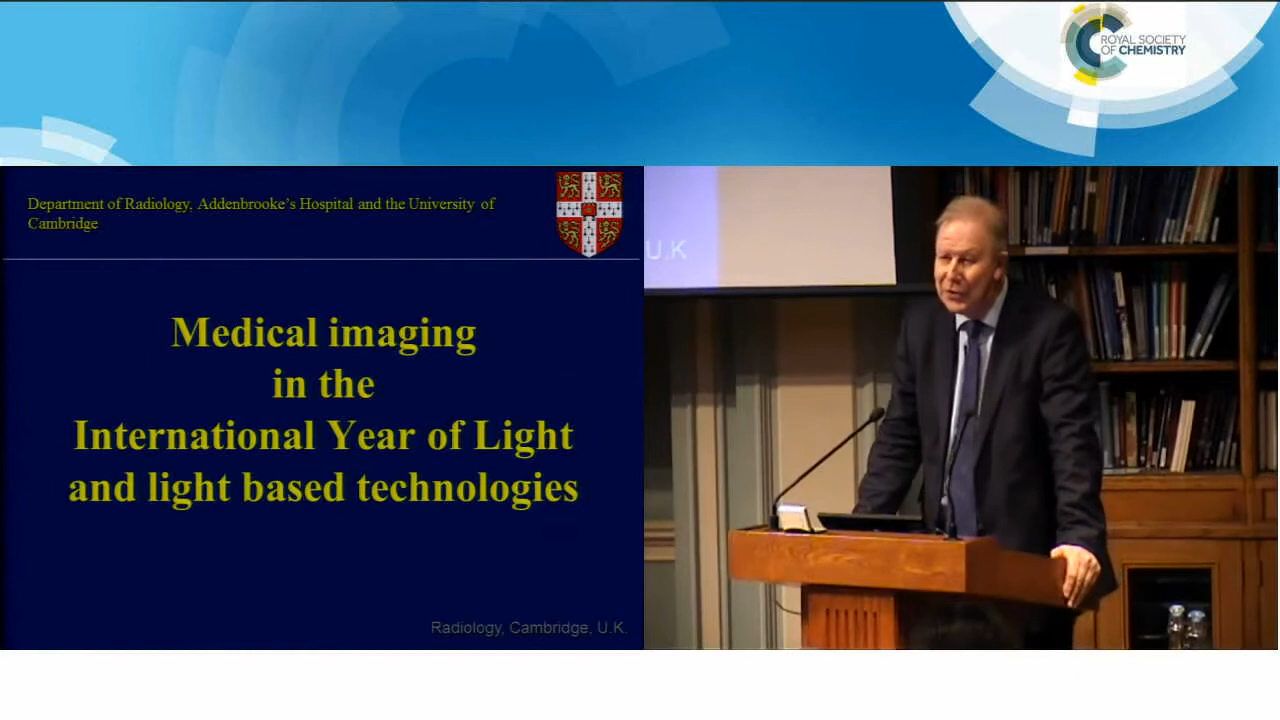 ROYAL SOCIETY
OF CHEMISTRY
Department of Radiology, Addenbrooke's Hospital and the University of
Cambridge
Medical imaging
in the
International Year of Light
and light based technologies
Radiology, Cambridge, U.K.
U.K